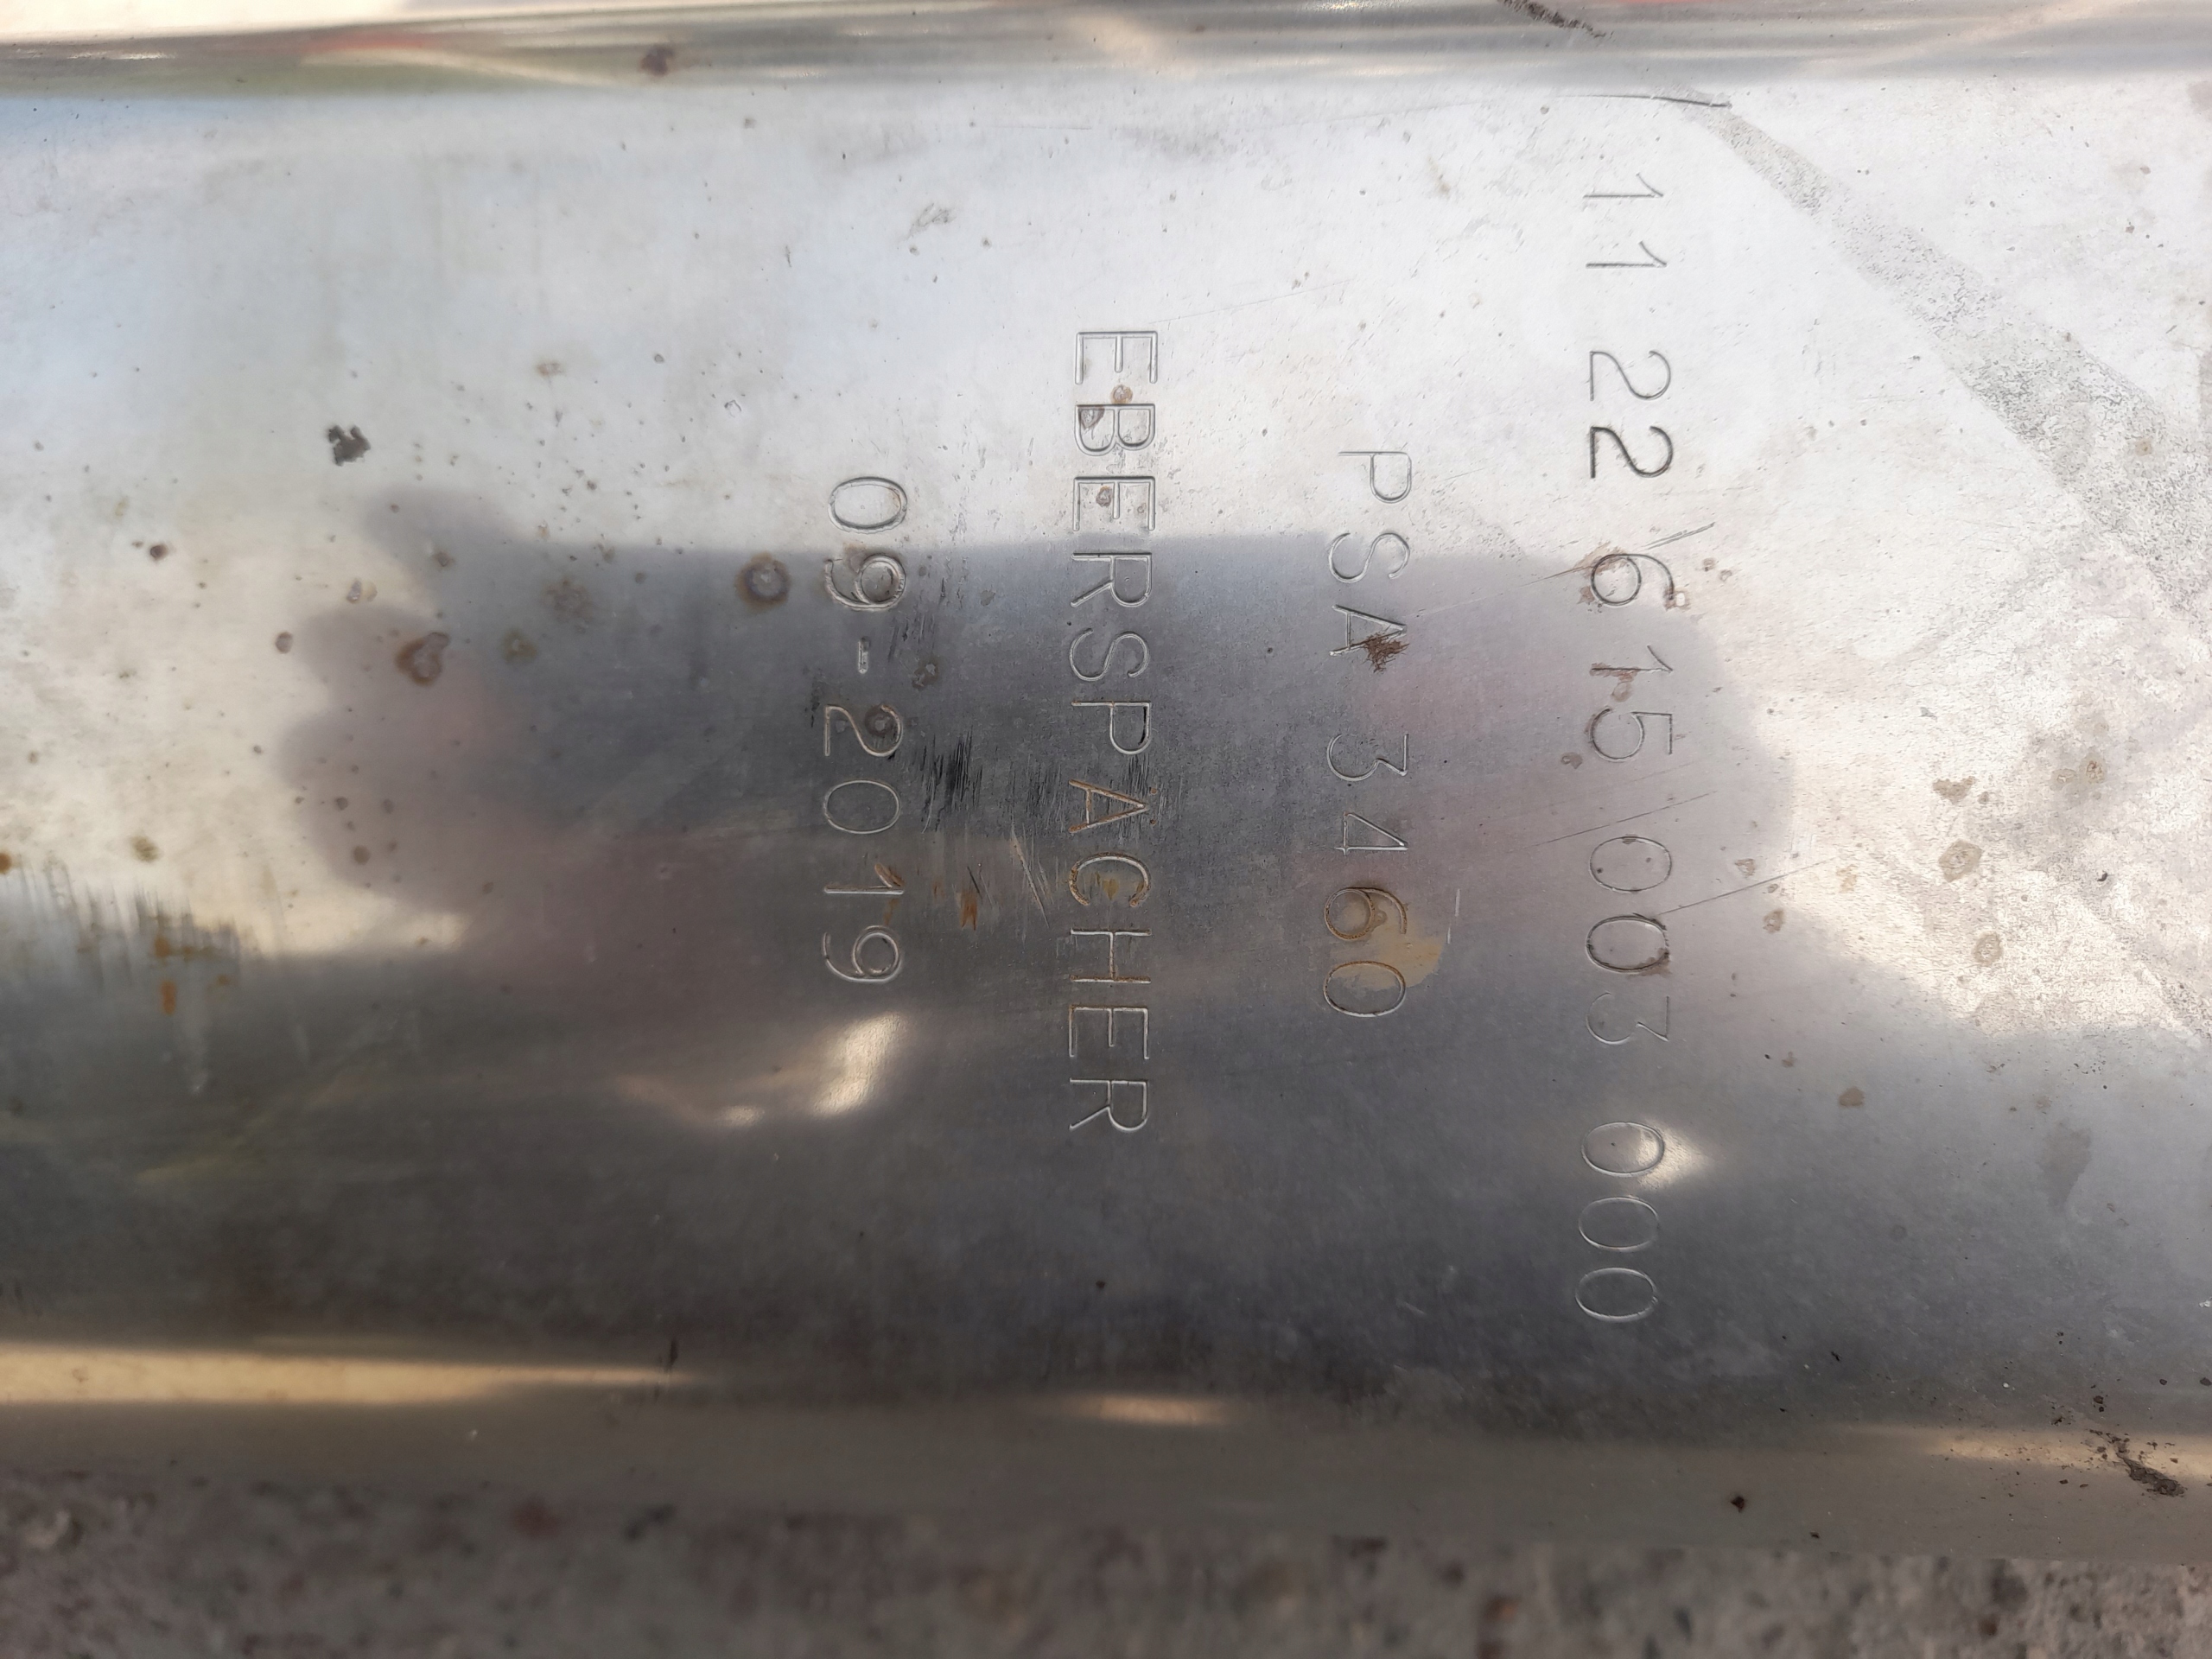 11 22 615 003 000
PSA 3460
EBERSPÄCHER
09-2019